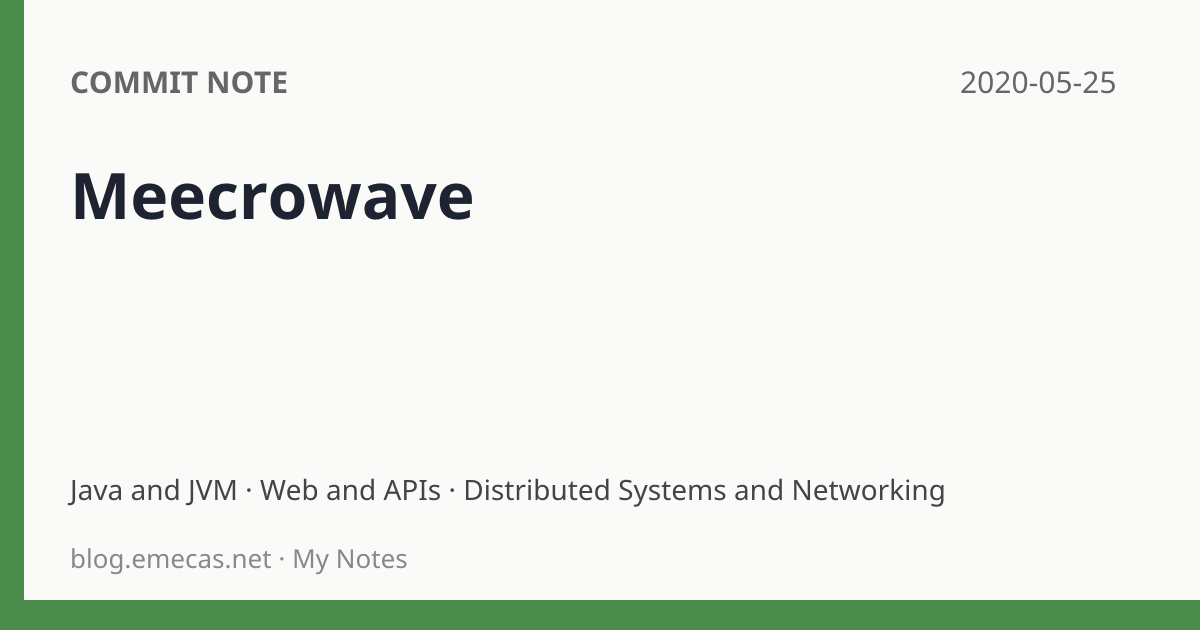 COMMIT NOTE
2020-05-25
Meecrowave
Java and JVM · Web and APIs · Distributed Systems and Networking
blog.emecas.net · My Notes